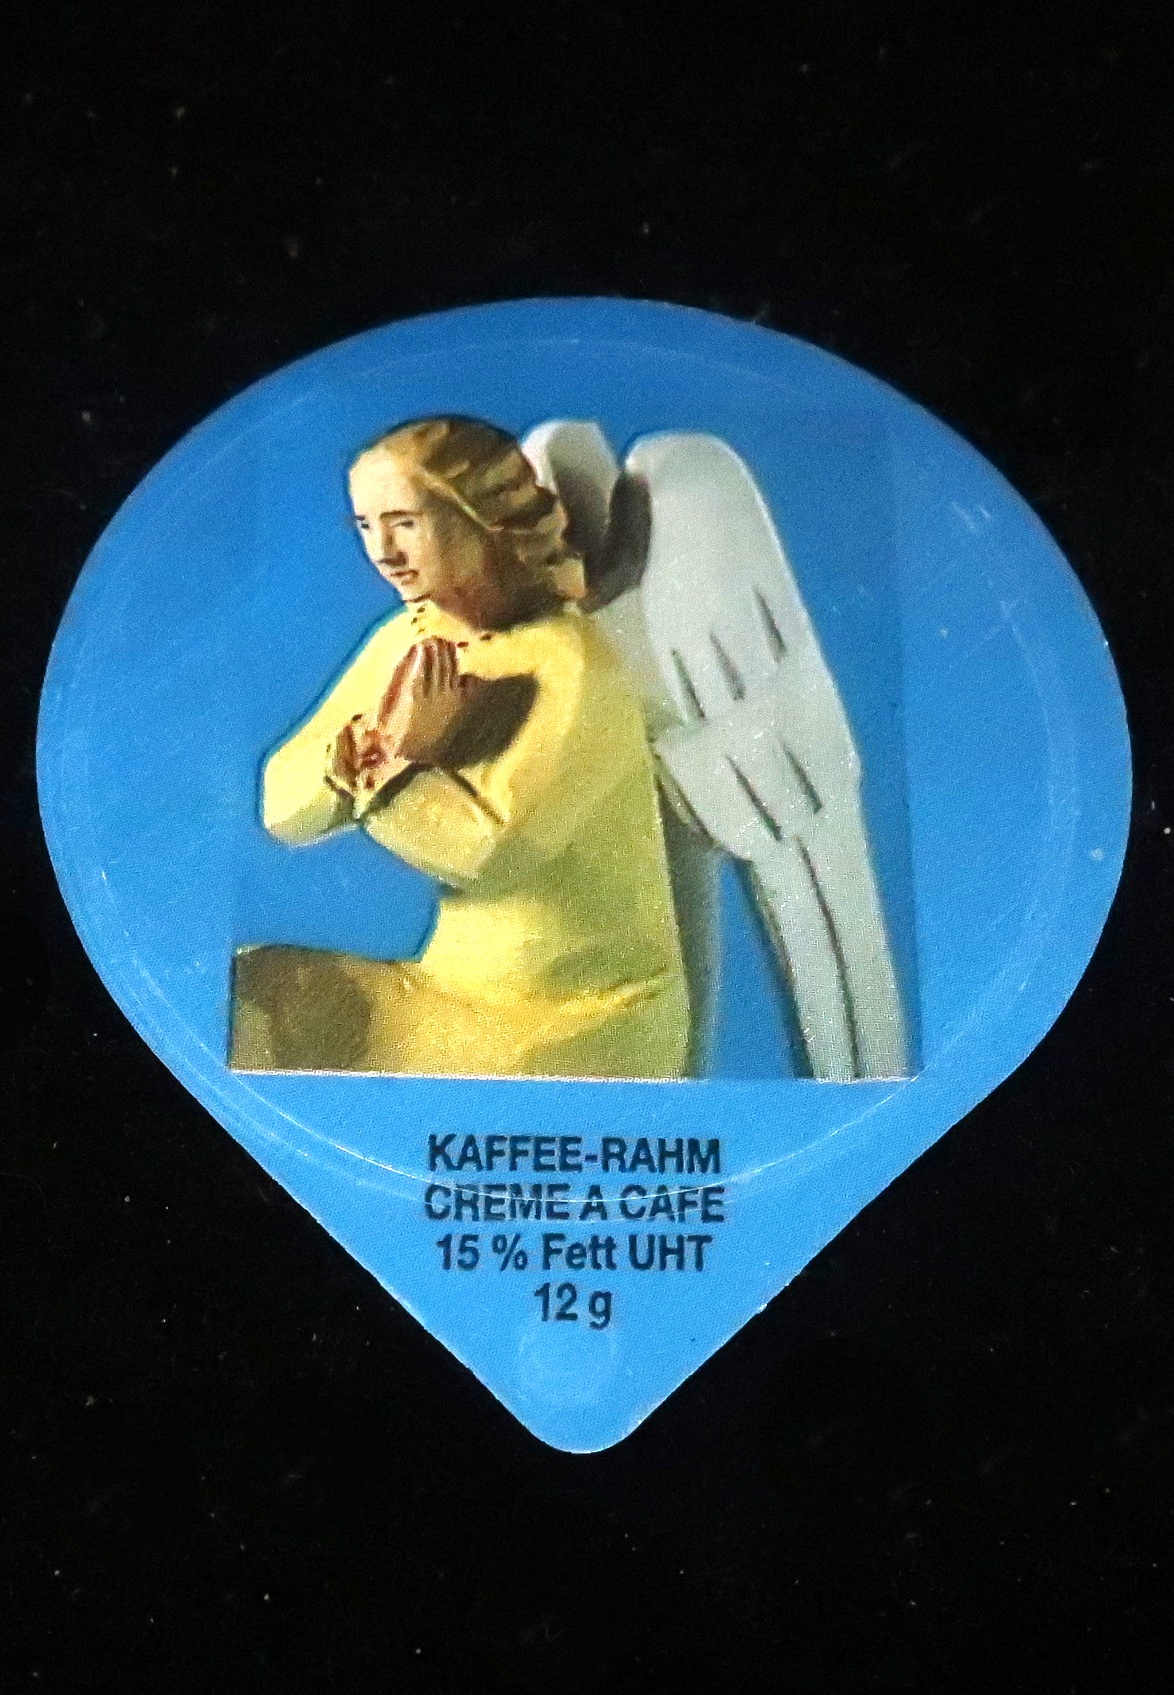 KAFFEE-RAHM
CREME A CAFE
15 % Fett UHT
12 g